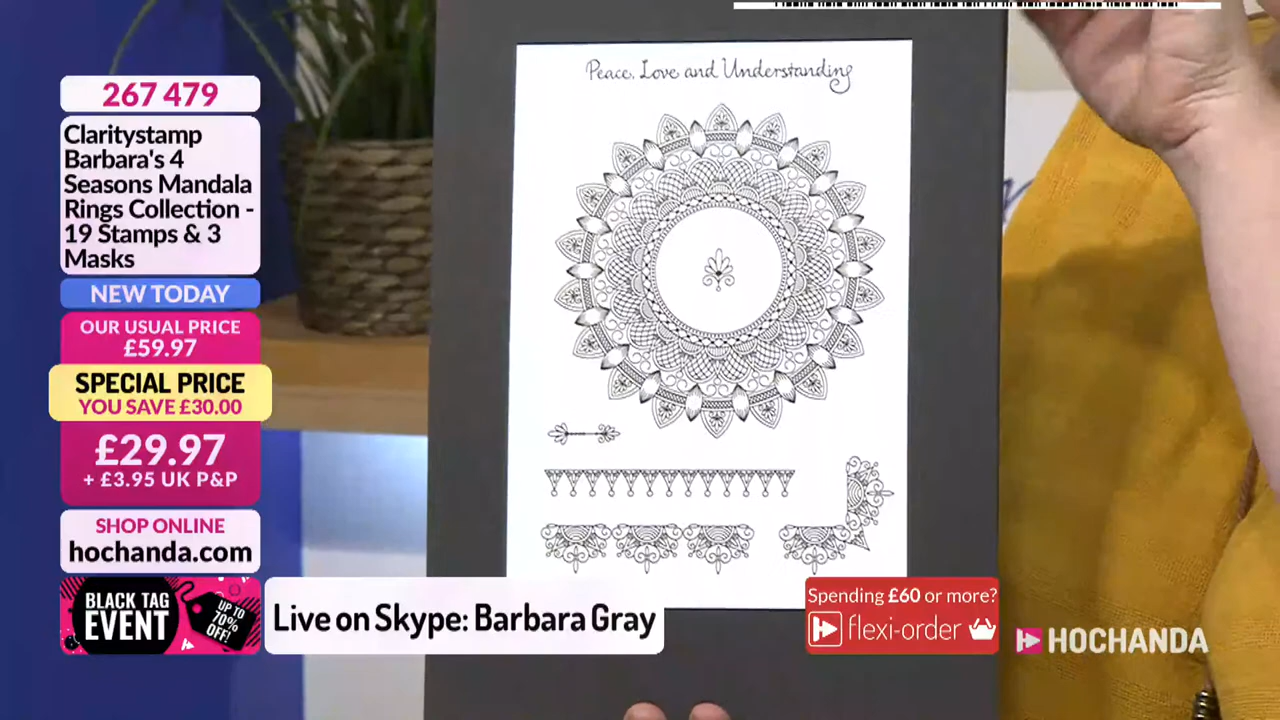 Peace, Love and Understanding
267 479
Claritystamp
Barbara's 4
Seasons Mandala
Rings Collection -
19 Stamps & 3
Masks
NEW TODAY
OUR USUAL PRICE
£59.97
SPECIAL PRICE
YOU SAVE £30.00
£29.97
+ £3.95 UK P&P
SHOP ONLINE
hochanda.com
BLACK TAG
EVENT
UP TO
70%
OFF!
Live on Skype: Barbara Gray
Spending £60 or more?
flexi-order
HOCHANDA